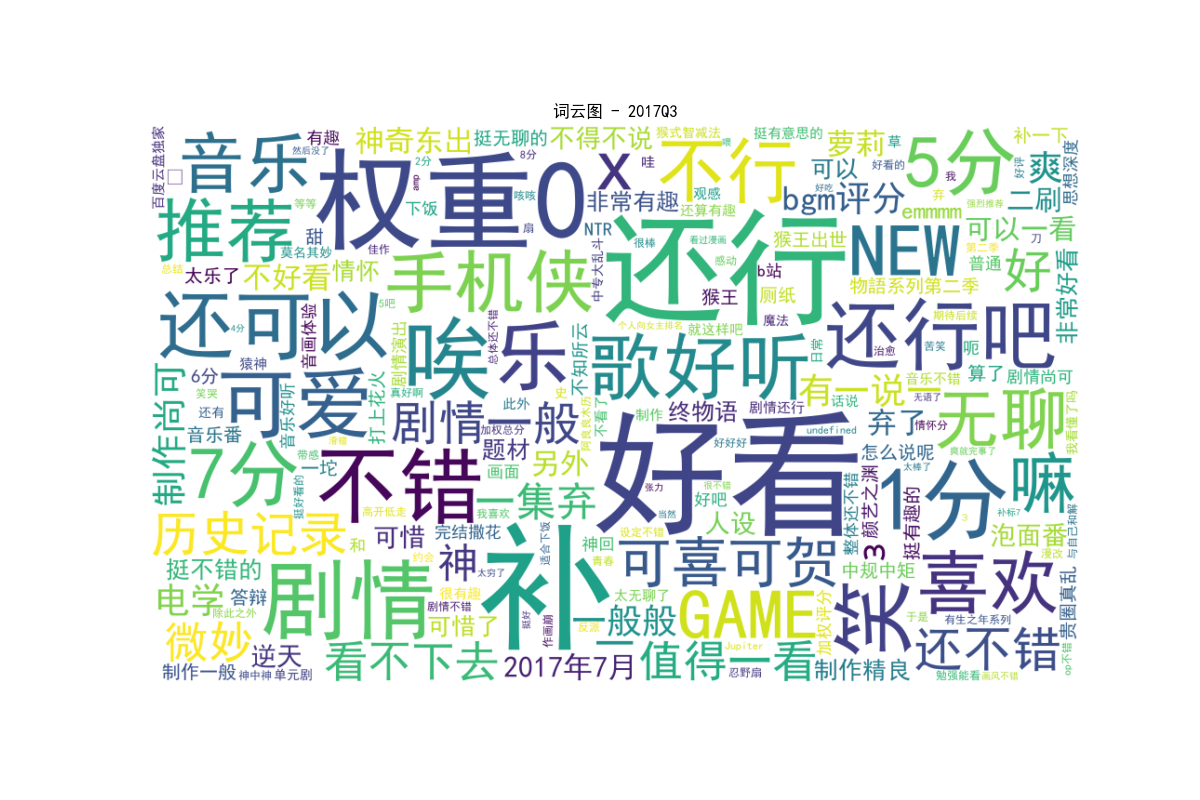 词云图 - 2017Q3
百度云盘独家
音乐
有趣
然后没了
神奇东出
挺无聊的
不得不说
猴式智减法
喂
挺有意思的
萝莉
草
补一下
思想深度
权重0
X
不行
5分
爽
推荐
等等
甜
莫名其妙
太乐了
不好看
情怀
佳作
下饭
2分
amp
8分
咳咳
扇
哇
NTR
非常有趣
观感
还算有趣
可以
好看的
好吃
我
弃
好评
强烈推荐
bgm评分
emmmm
二刷
可以一看
第二季
刀
普通
好
非常好看
总结
手机侠
中专大乱斗
很棒
看过漫画
感动
猴王出世
b站
猴王
厕纸
NEW
物語系列第二季
还行
还可以
音画体验
5吧
4分
猿神
6分
笑哭
还有
音乐番
可爱
音乐好听
打上花火
剧情演出
真好啊
唉
总体还不错
乐
不知所云
个人向女主排名
就这样吧
魔法
歌好听
日常
治愈
还行吧
期待后续
苦笑
呃
算了
剧情尚可
音乐不错
无语了
有一说一
话说
无聊
我看懂了吗
制作尚可
7分
滑稽
带感
一坨
挺好看的
剧情一般
此外
加权总分
题材
史
阿良良木历
不看了
制作
终物语
剧情还行
undefined
好好好
弃了
情怀分
爽就完事了
怎么说呢
太棒了
画面
另外
好看
1分
嘛
不错
一集弃
张力
很不错
好吧
当然
整体还不错
颜艺之渊
3
挺有趣的
补标7
与自己和解
历史记录
可惜
高开低走
完结撒花
我喜欢
适合下饭
神回
设定不错
人设
泡面番
漫改
和
神
约会
太穷了
补
青春
可喜可贺
中规中矩
挺不错的
剧情
很有趣
太无聊了
喜欢
电学
答辩
除此之外
剧情不错
可惜了
挺好
作画崩
反派
一般般
GAME
加权评分
笑
于是
有生之年系列
贵圈真乱
微妙
逆天
看不下去
Jupiter
还不错
op不错
制作一般
神中神
单元剧
2017年7月
值得一看
忍野扇
制作精良
勉强能看
画风不错